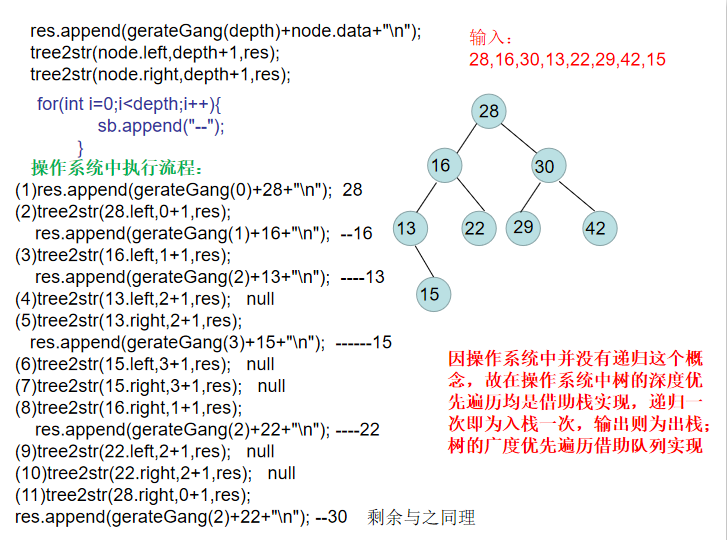 res.append(gerateGang(depth)+node.data+"\n");
tree2str(node.left,depth+1,res);
tree2str(node.right,depth+1,res);
for(int i=0;i<depth;i++){
sb.append("--");
}
操作系统中执行流程：
(1)res.append(gerateGang(0)+28+"\n");  28
(2)tree2str(28.left,0+1,res);
res.append(gerateGang(1)+16+"\n");  --16
(3)tree2str(16.left,1+1,res);
res.append(gerateGang(2)+13+"\n");  ----13
(4)tree2str(13.left,2+1,res);   null
(5)tree2str(13.right,2+1,res);
res.append(gerateGang(3)+15+"\n");  ------15
(6)tree2str(15.left,3+1,res);   null
(7)tree2str(15.right,3+1,res);   null
(8)tree2str(16.right,1+1,res);
res.append(gerateGang(2)+22+"\n"); ----22
(9)tree2str(22.left,2+1,res);   null
(10)tree2str(22.right,2+1,res);   null
(11)tree2str(28.right,0+1,res);
res.append(gerateGang(2)+22+"\n"); --30    剩余与之同理
输入：
28,16,30,13,22,29,42,15
28
16
30
13
22
29
42
15
因操作系统中并没有递归这个概
念，故在操作系统中树的深度优
先遍历均是借助栈实现，递归一
次即为入栈一次，输出则为出栈；
树的广度优先遍历借助队列实现